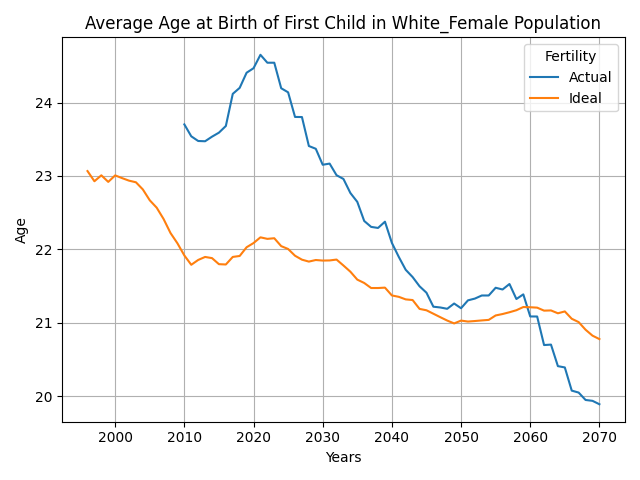 Average Age at Birth of First Child in White_Female Population
Fertility
Actual
Ideal
Age
24
23
22
21
20
2000 2010 2020 2030 2040 2050 2060 2070
Years